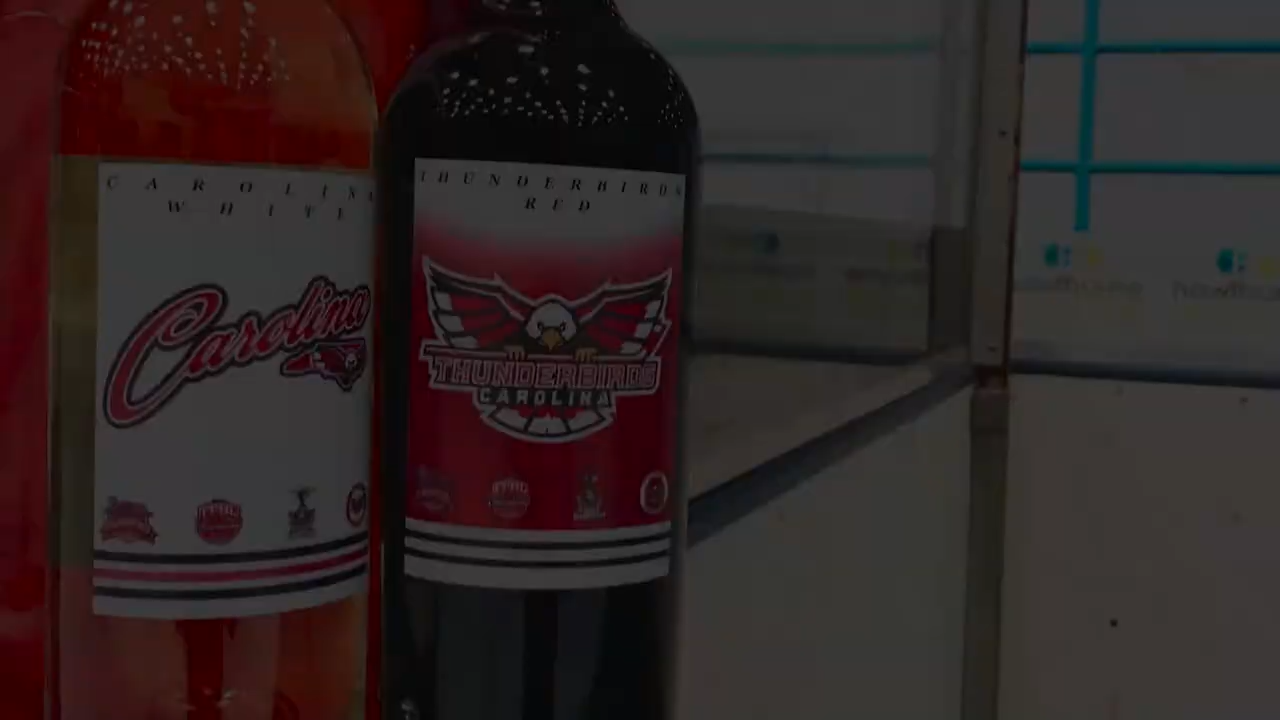 CAROLINA
WHITE
Carolina
THUNDERBIRDS
RED
THUNDERBIRDS
CAROLINA